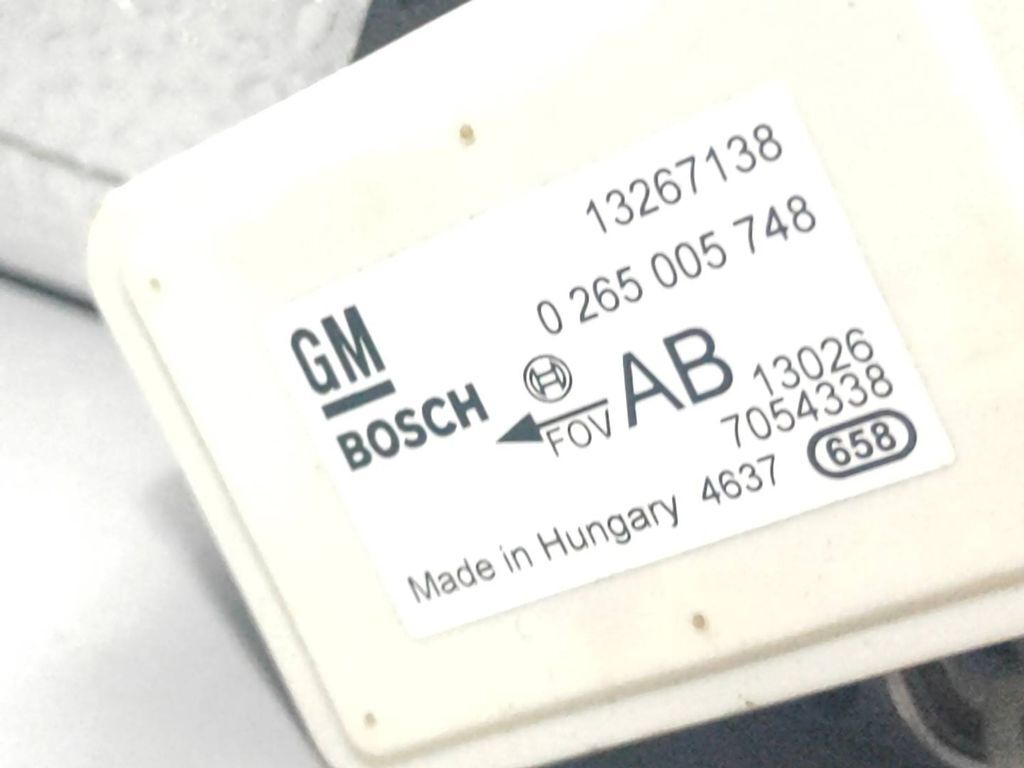 13267138
0 265 005 748
GM
BOSCH
AB
FOV
13026
7054338
658
Made in Hungary 4637